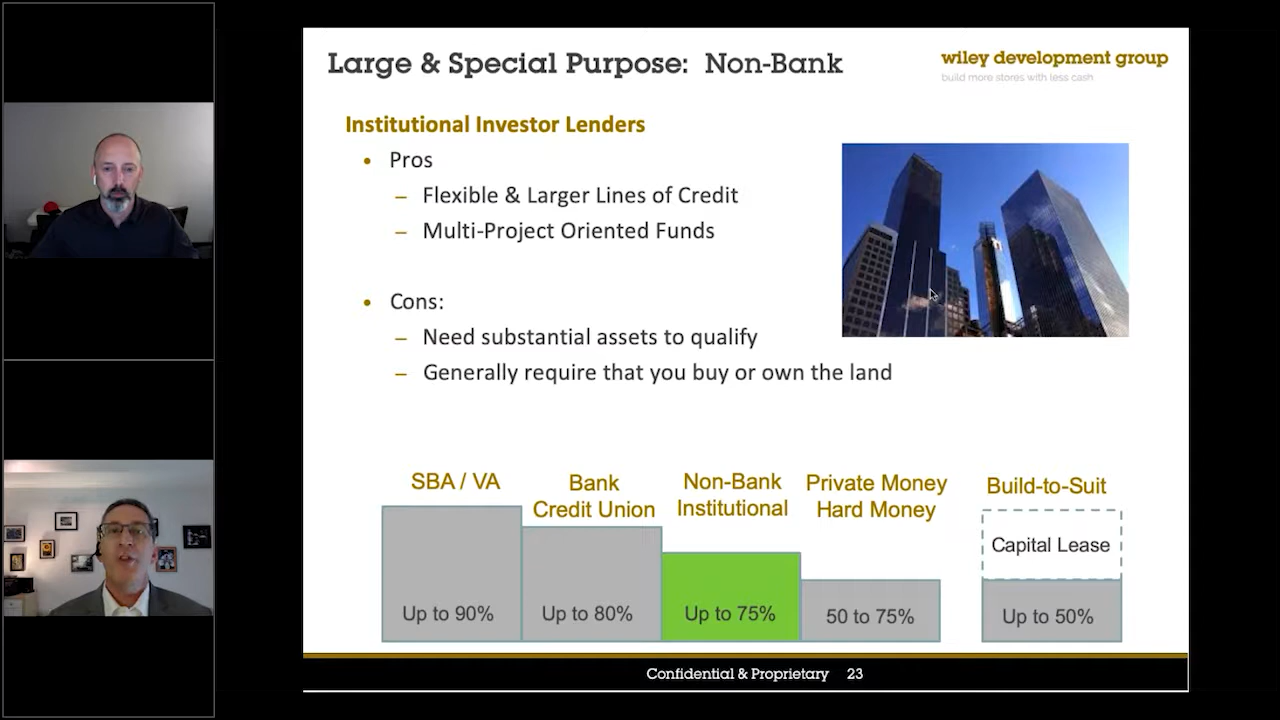 Large & Special Purpose: Non-Bank
wiley development group
build more stores with less cash
Institutional Investor Lenders
• Pros
– Flexible & Larger Lines of Credit
– Multi-Project Oriented Funds
• Cons:
– Need substantial assets to qualify
– Generally require that you buy or own the land
SBA / VA
Bank
Credit Union
Non-Bank
Institutional
Private Money
Hard Money
Build-to-Suit
Capital Lease
Up to 90%
Up to 80%
Up to 75%
50 to 75%
Up to 50%
Confidential & Proprietary 23